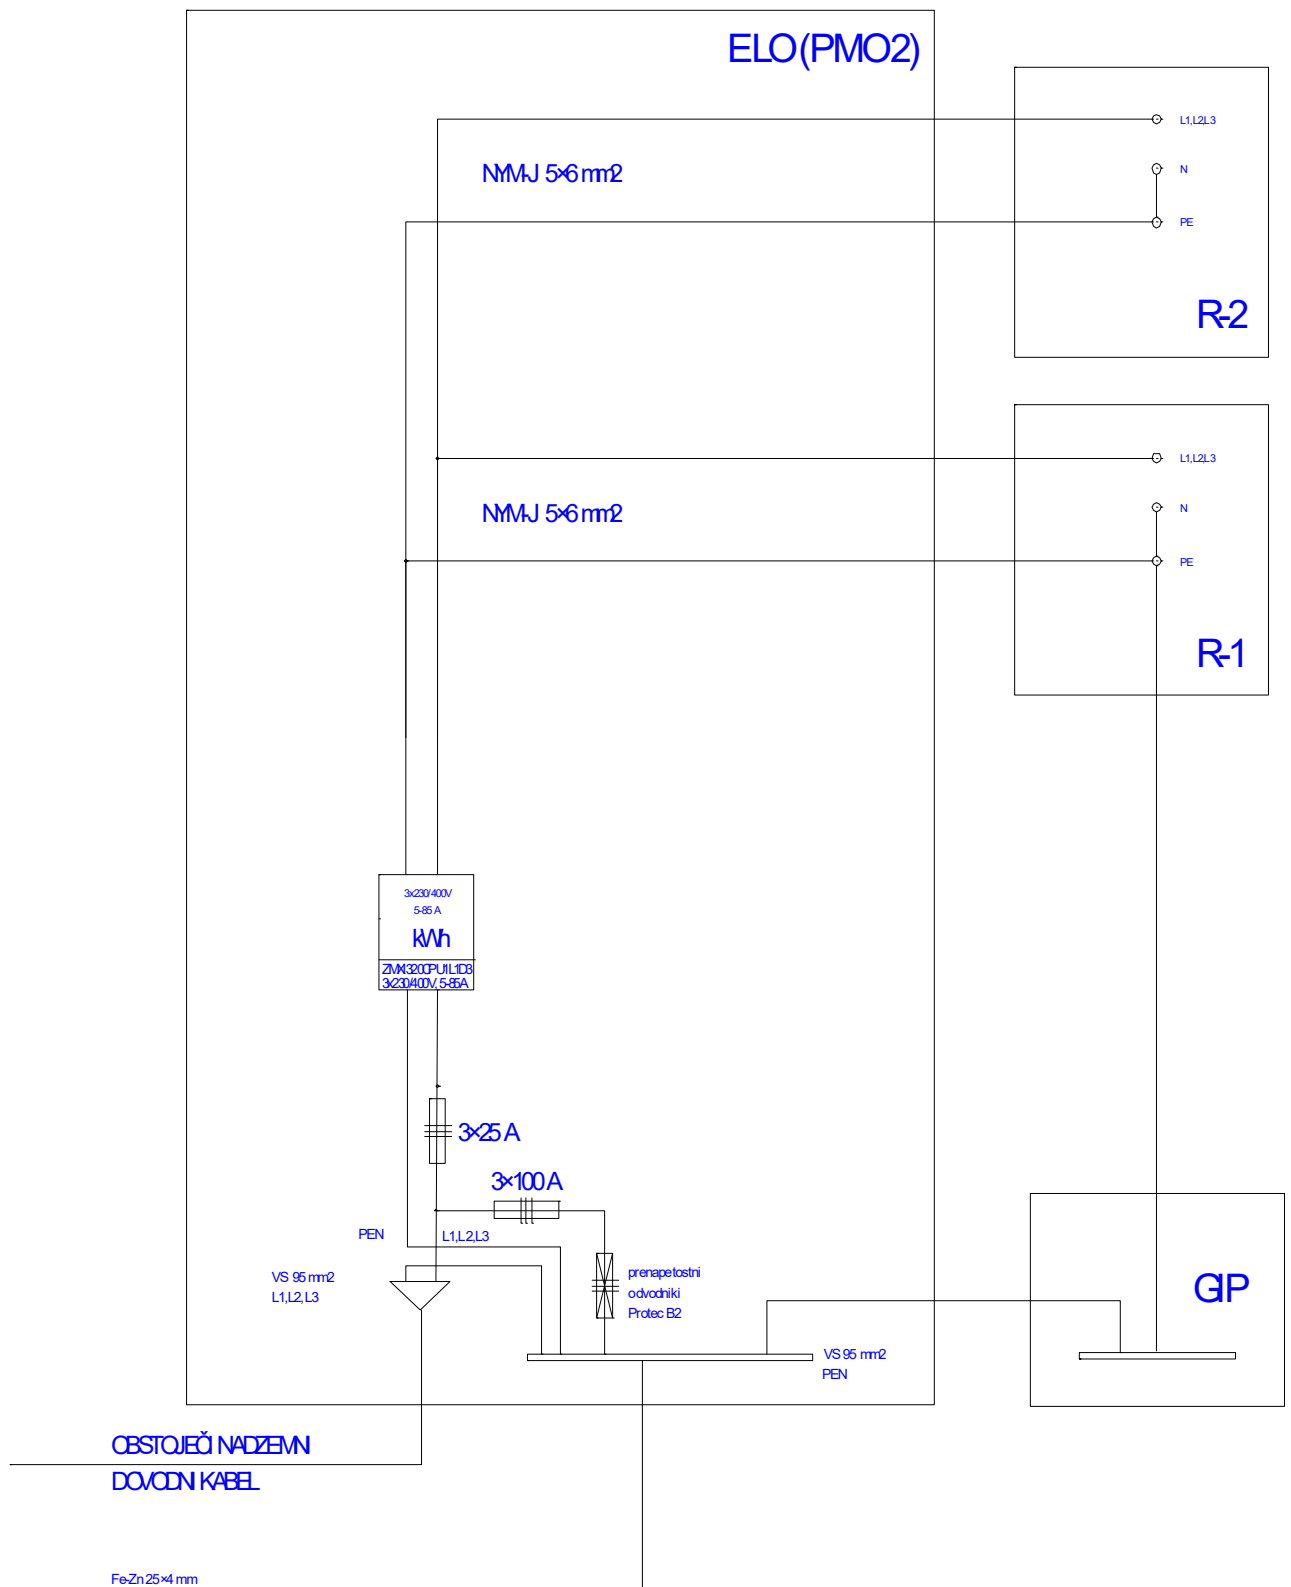 ELO(PMO2)
L1,L2,L3
NYM-J 5×6 mm2
N
PE
R-2
L1,L2,L3
NYM-J 5×6 mm2
N
PE
R-1
3x230/400V
5-85 A
kWh
ZMX320CPU1L1D3
3x230/400V, 5-85A
3×25 A
3×100 A
PEN
L1,L2,L3
VS 95 mm2
L1,L2, L3
prenapetostni
odvodniki
Protec B2
GIP
VS 95 mm2
PEN
OBSTOJEČI NADZEMNI
DOVODNI KABEL
Fe-Zn 25×4 mm